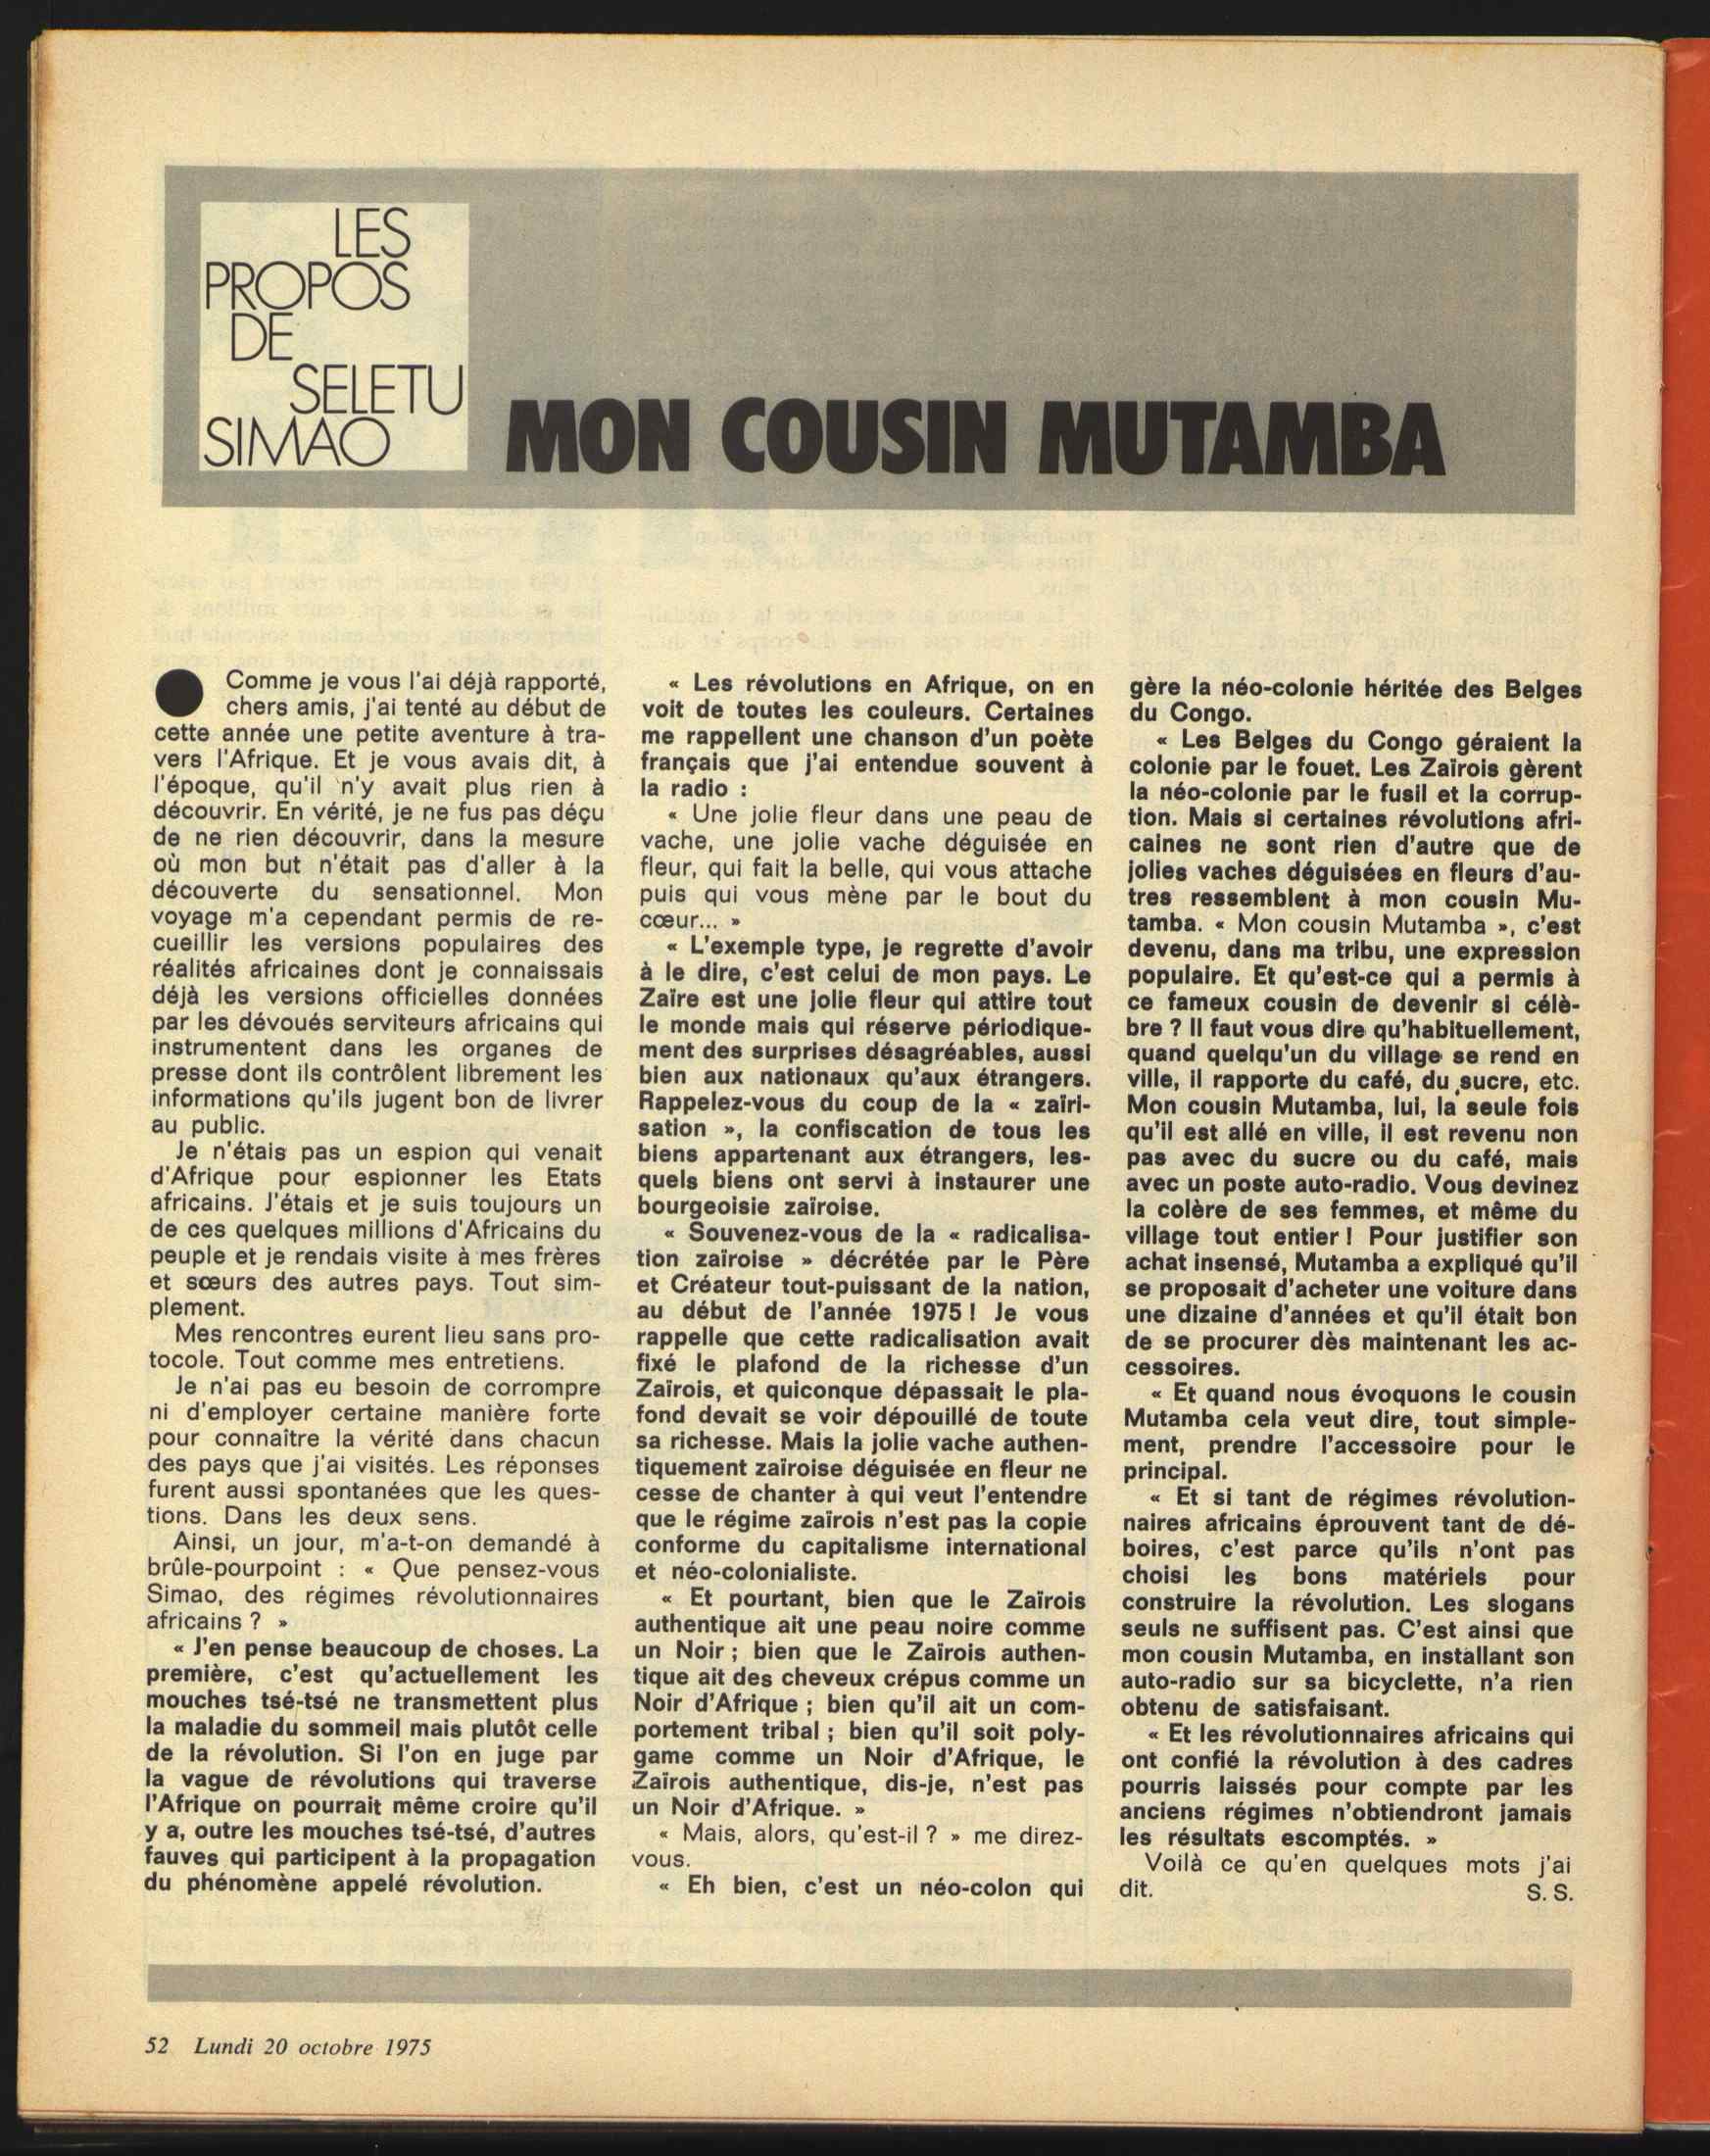 LES
PROPOS
DE
SELETU
SIMAO
MON COUSIN MUTAMBA
Comme je vous l'ai déjà rapporté,
chers amis, j'ai tenté au début de
cette année une petite aventure à tra-
vers l'Afrique. Et je vous avais dit, à
l'époque, qu'il n'y avait plus rien à
découvrir. En vérité, je ne fus pas déçu
de ne rien découvrir, dans la mesure
où mon but n'était pas d'aller à la
découverte du sensationnel. Mon
voyage m'a cependant permis de re-
cueillir les versions populaires des
réalités africaines dont je connaissais
déjà les versions officielles données
par les dévoués serviteurs africains qui
instrumentent dans les organes de
presse dont ils contrôlent librement les
informations qu'ils jugent bon de livrer
au public.
Je n'étais pas un espion qui venait
d'Afrique pour espionner les Etats
africains. J'étais et je suis toujours un
de ces quelques millions d'Africains du
peuple et je rendais visite à mes frères
et sœurs des autres pays. Tout sim-
plement.
Mes rencontres eurent lieu sans pro-
tocole. Tout comme mes entretiens.
Je n'ai pas eu besoin de corrompre
ni d'employer certaine manière forte
pour connaître la vérité dans chacun
des pays que j'ai visités. Les réponses
furent aussi spontanées que les ques-
tions. Dans les deux sens.
Ainsi, un jour, m'a-t-on demandé à
brûle-pourpoint : « Que pensez-vous
Simao, des régimes révolutionnaires
africains ? »
« J'en pense beaucoup de choses. La
première, c'est qu'actuellement les
mouches tsé-tsé ne transmettent plus
la maladie du sommeil mais plutôt celle
de la révolution. Si l'on en juge par
la vague de révolutions qui traverse
l'Afrique on pourrait même croire qu'il
y a, outre les mouches tsé-tsé, d'autres
fauves qui participent à la propagation
du phénomène appelé révolution.
« Les révolutions en Afrique, on en
voit de toutes les couleurs. Certaines
me rappellent une chanson d'un poète
français que j'ai entendue souvent à
la radio :
« Une jolie fleur dans une peau de
vache, une jolie vache déguisée en
fleur, qui fait la belle, qui vous attache
puis qui vous mène par le bout du
cœur... »
« L'exemple type, je regrette d'avoir
à le dire, c'est celui de mon pays. Le
Zaïre est une jolie fleur qui attire tout
le monde mais qui réserve périodique-
ment des surprises désagréables, aussi
bien aux nationaux qu'aux étrangers.
Rappelez-vous du coup de la « zaïri-
sation », la confiscation de tous les
biens appartenant aux étrangers, les-
quels biens ont servi à instaurer une
bourgeoisie zaïroise.
« Souvenez-vous de la « radicalisa-
tion zaïroise » décrétée par le Père
et Créateur tout-puissant de la nation,
au début de l'année 1975 ! Je vous
rappelle que cette radicalisation avait
fixé le plafond de la richesse d'un
Zaïrois, et quiconque dépassait le pla-
fond devait se voir dépouillé de toute
sa richesse. Mais la jolie vache authen-
tiquement zaïroise déguisée en fleur ne
cesse de chanter à qui veut l'entendre
que le régime zaïrois n'est pas la copie
conforme du capitalisme international
et néo-colonialiste.
« Et pourtant, bien que le Zaïrois
authentique ait une peau noire comme
un Noir ; bien que le Zaïrois authen-
tique ait des cheveux crépus comme un
Noir d'Afrique ; bien qu'il ait un com-
portement tribal ; bien qu'il soit poly-
game comme un Noir d'Afrique, le
Zaïrois authentique, dis-je, n'est pas
un Noir d'Afrique. »
« Mais, alors, qu'est-il ? » me direz-
vous.
« Eh bien, c'est un néo-colon qui
gère la néo-colonie héritée des Belges
du Congo.
« Les Belges du Congo géraient la
colonie par le fouet. Les Zaïrois gèrent
la néo-colonie par le fusil et la corrup-
tion. Mais si certaines révolutions afri-
caines ne sont rien d'autre que de
jolies vaches déguisées en fleurs d'au-
tres ressemblent à mon cousin Mu-
tamba. « Mon cousin Mutamba », c'est
devenu, dans ma tribu, une expression
populaire. Et qu'est-ce qui a permis à
ce fameux cousin de devenir si célè-
bre ? Il faut vous dire qu'habituellement,
quand quelqu'un du village se rend en
ville, il rapporte du café, du sucre, etc.
Mon cousin Mutamba, lui, la seule fois
qu'il est allé en ville, il est revenu non
pas avec du sucre ou du café, mais
avec un poste auto-radio. Vous devinez
la colère de ses femmes, et même du
village tout entier ! Pour justifier son
achat insensé, Mutamba a expliqué qu'il
se proposait d'acheter une voiture dans
une dizaine d'années et qu'il était bon
de se procurer dès maintenant les ac-
cessoires.
« Et quand nous évoquons le cousin
Mutamba cela veut dire, tout simple-
ment, prendre l'accessoire pour le
principal.
« Et si tant de régimes révolution-
naires africains éprouvent tant de dé-
boires, c'est parce qu'ils n'ont pas
choisi les bons matériels pour
construire la révolution. Les slogans
seuls ne suffisent pas. C'est ainsi que
mon cousin Mutamba, en installant son
auto-radio sur sa bicyclette, n'a rien
obtenu de satisfaisant.
« Et les révolutionnaires africains qui
ont confié la révolution à des cadres
pourris laissés pour compte par les
anciens régimes n'obtiendront jamais
les résultats escomptés. »
Voilà ce qu'en quelques mots j'ai
dit. S. S.
52 Lundi 20 octobre 1975